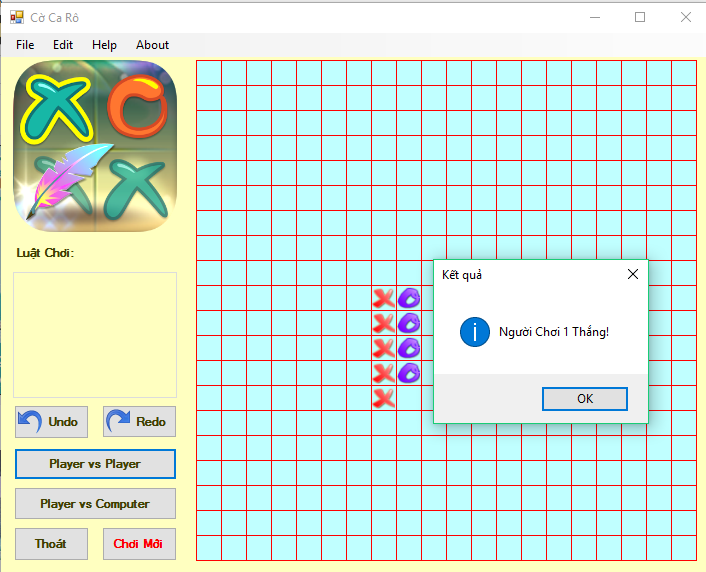 Cờ Ca Rô
File Edit Help About
Luật Chơi:
Undo Redo
Player vs Player
Player vs Computer
Thoát Chơi Mới
Kết quả
Người Chơi 1 Thắng!
OK